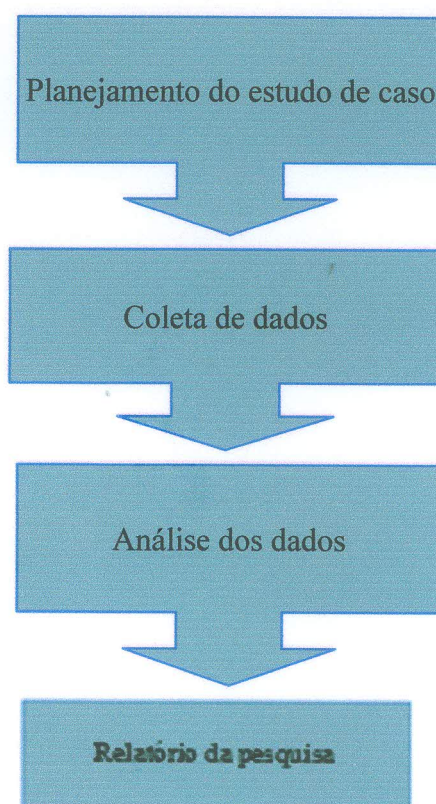 Planejamento do estudo de caso
Coleta de dados
Análise dos dados
Relatório da pesquisa